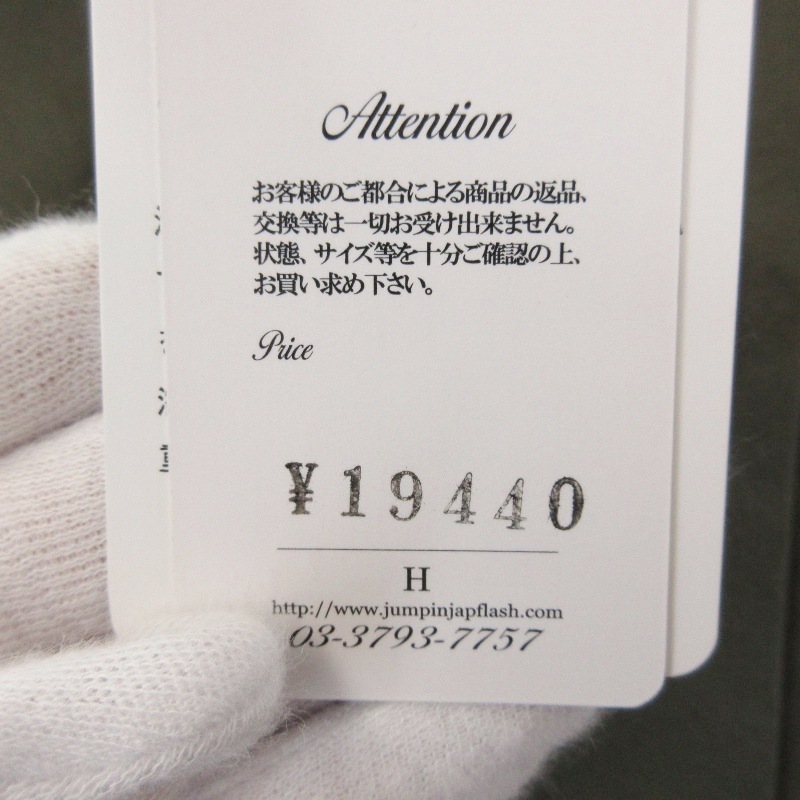 Attention
お客様のご都合による商品の返品、
交換等は一切お受け出来ません。
状態、サイズ等を十分ご確認の上、
お買い求め下さい。
Price
¥19440
H
http://www.jumpinjapflash.com
03-3793-7757